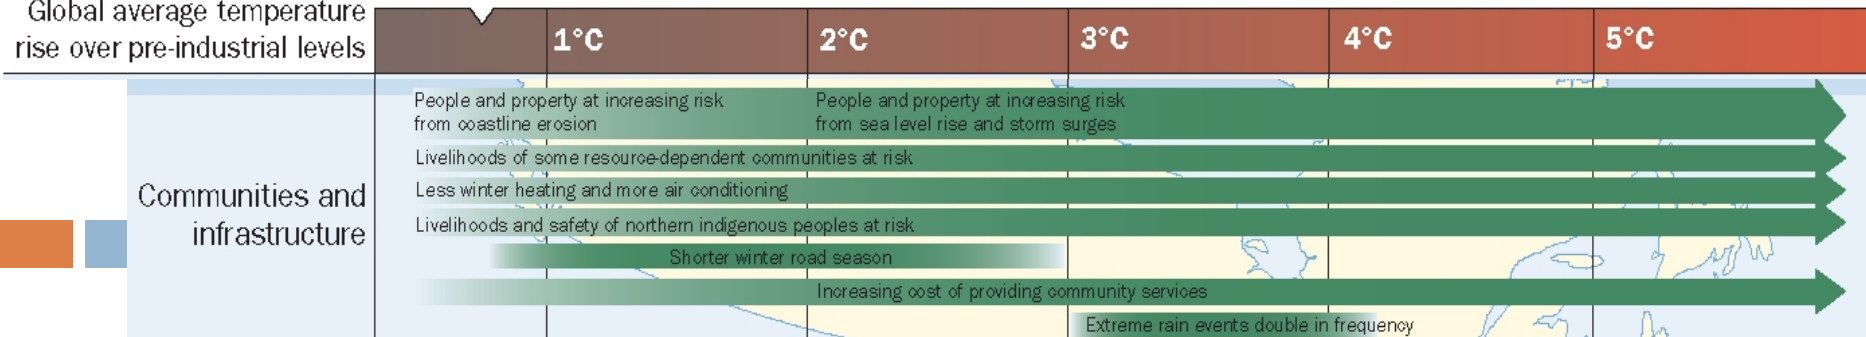 Global average temperature
rise over pre-industrial levels
1°C
2°C
3°C
4°C
5°C
Communities and
infrastructure
People and property at increasing risk
from coastline erosion
People and property at increasing risk
from sea level rise and storm surges
Livelihoods of some resource-dependent communities at risk
Less winter heating and more air conditioning
Livelihoods and safety of northern indigenous peoples at risk
Shorter winter road season
Increasing cost of providing community services
Extreme rain events double in frequency